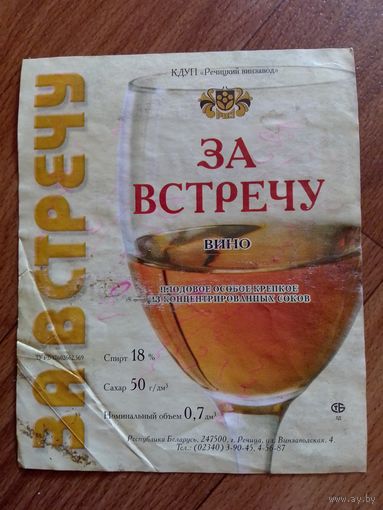 КДУП «Речицкий винзавод»
ЗА
ВСТРЕЧУ
ВИНО
ПЛОДОВОЕ ОСОБОЕ КРЕПКОЕ
ИЗ КОНЦЕНТРИРОВАННЫХ СОКОВ
Спирт 18 %
Сахар 50 г/дм³
Номинальный объем 0,7 дм³
Республика Беларусь, 247500, г. Речица, ул. Винзаводская, 4.
Тел.: (02340) 3-90-45, 4-56-87
ЗА ВСТРЕЧУ
www.ay.by